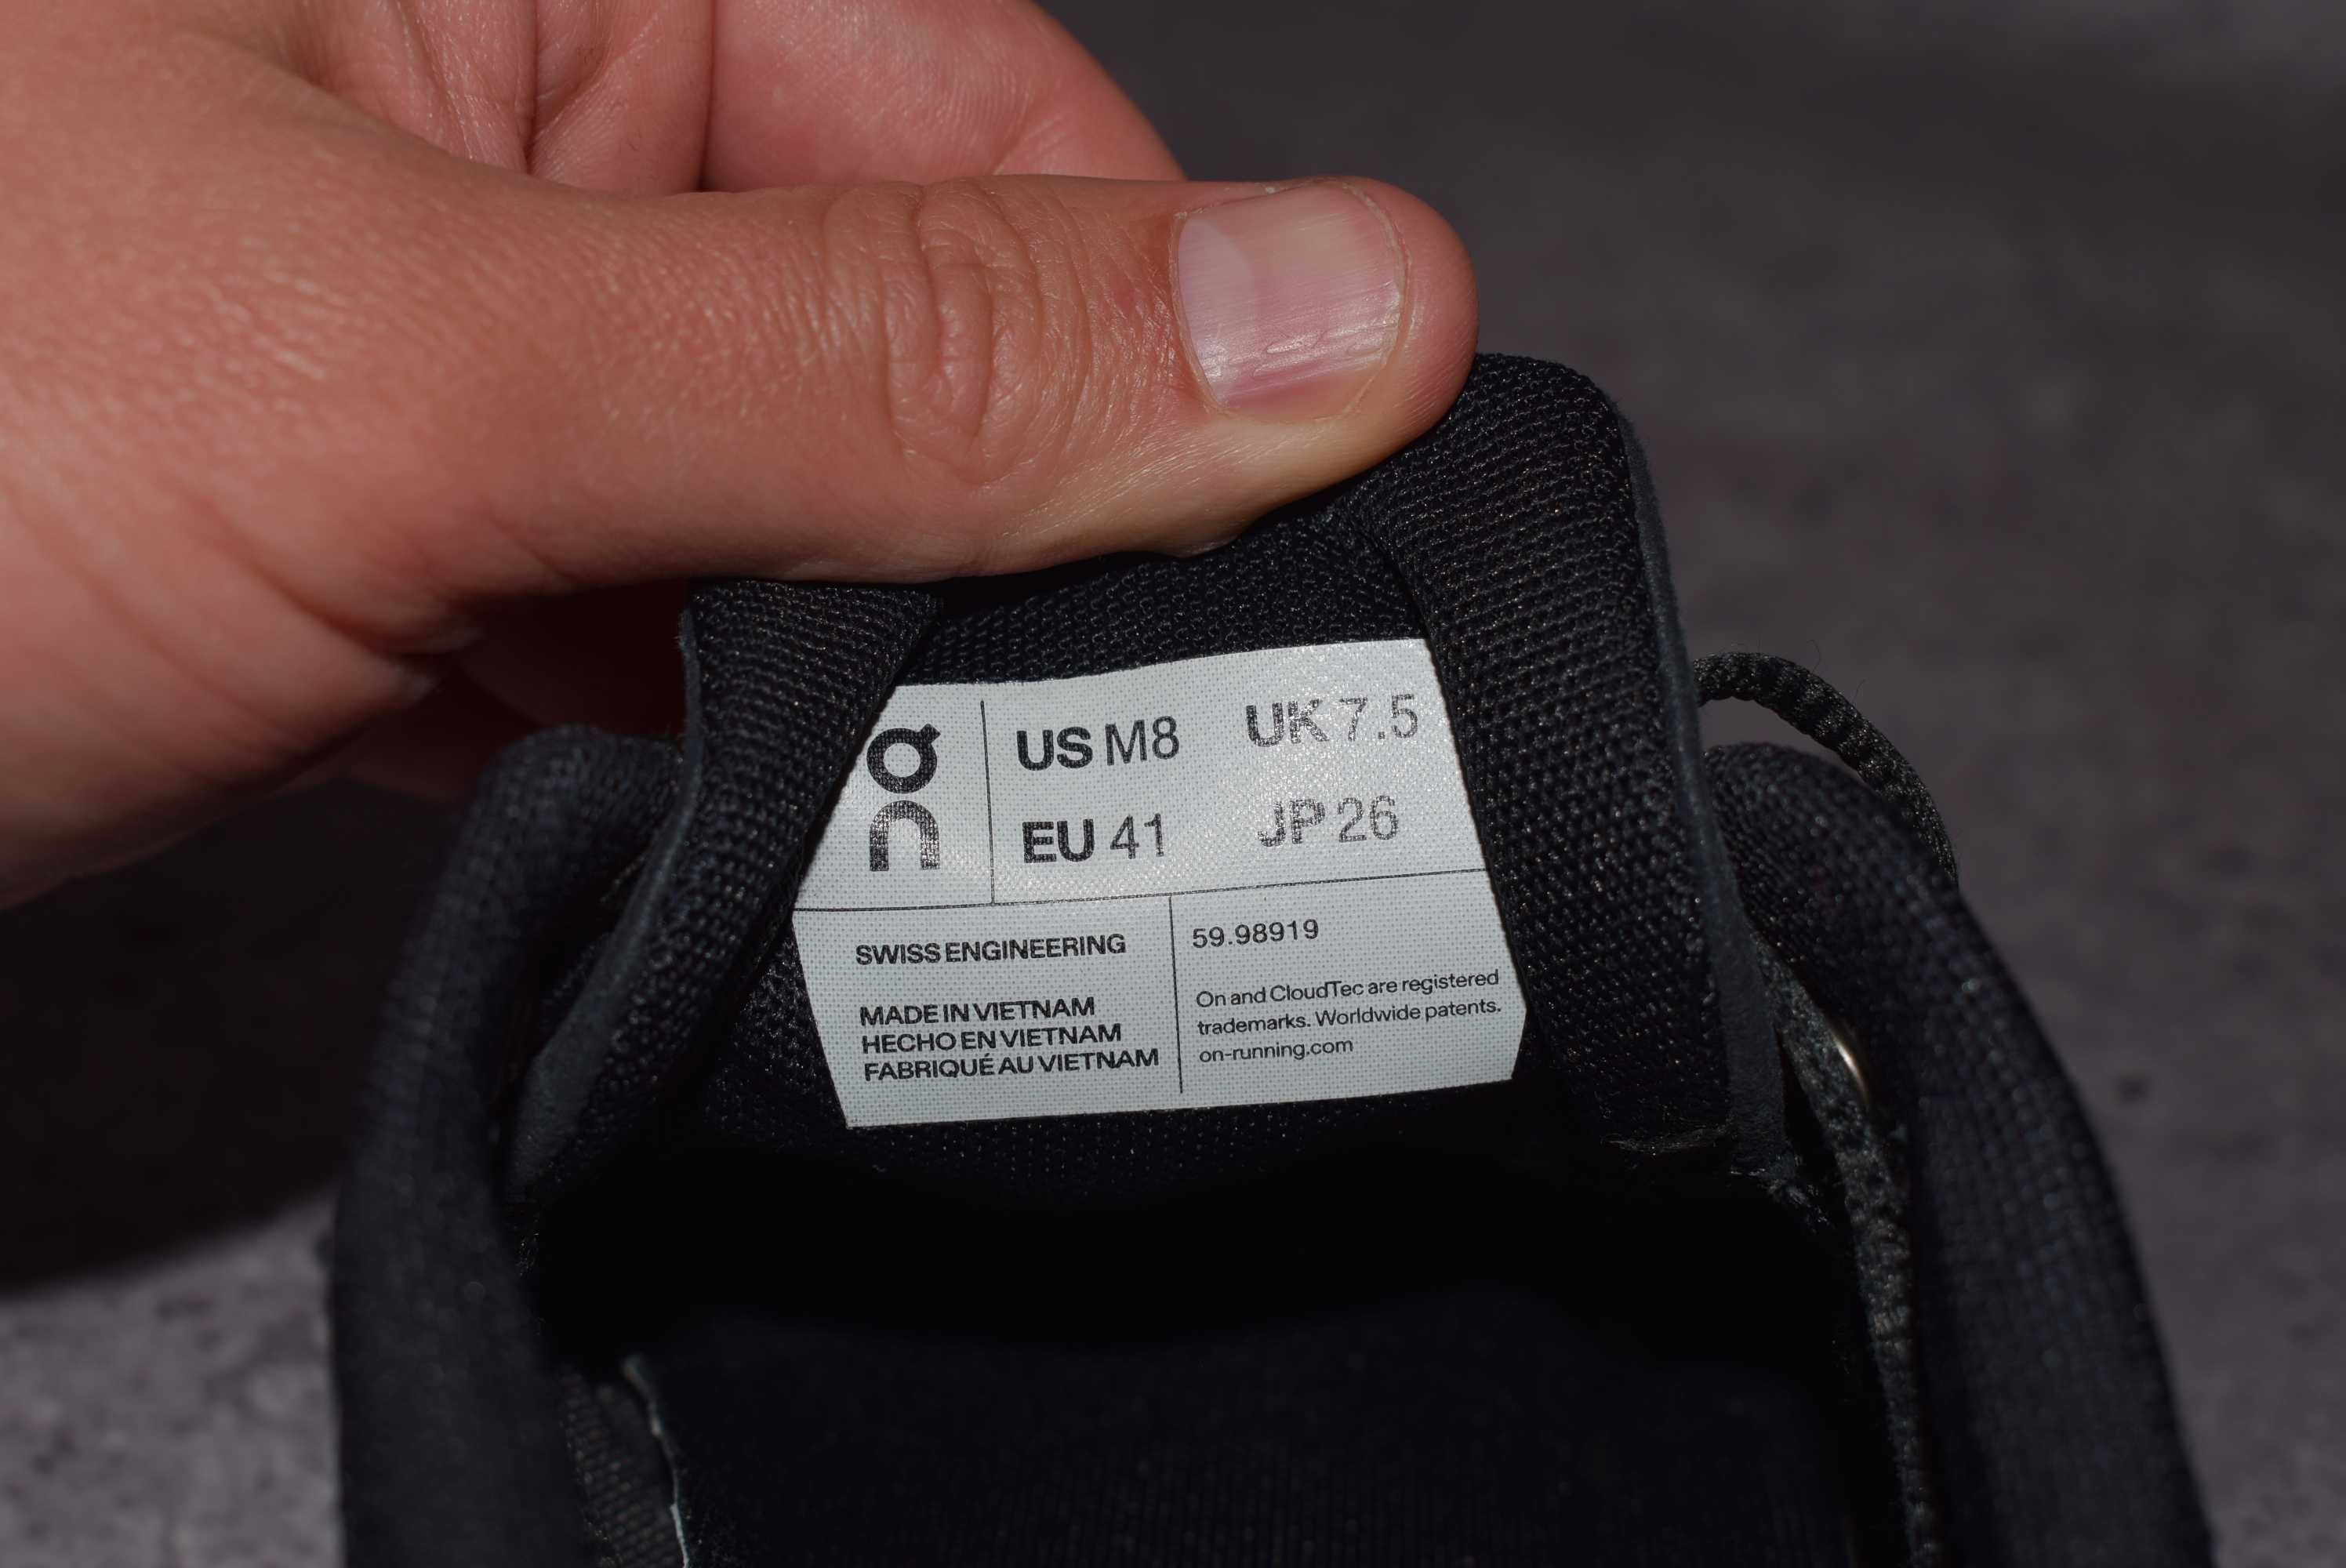 On
US M8 UK 7.5
EU 41 JP 26
SWISS ENGINEERING
MADE IN VIETNAM
HECHO EN VIETNAM
FABRIQUÉ AU VIETNAM
59.98919
On and CloudTec are registered
trademarks. Worldwide patents.
on-running.com